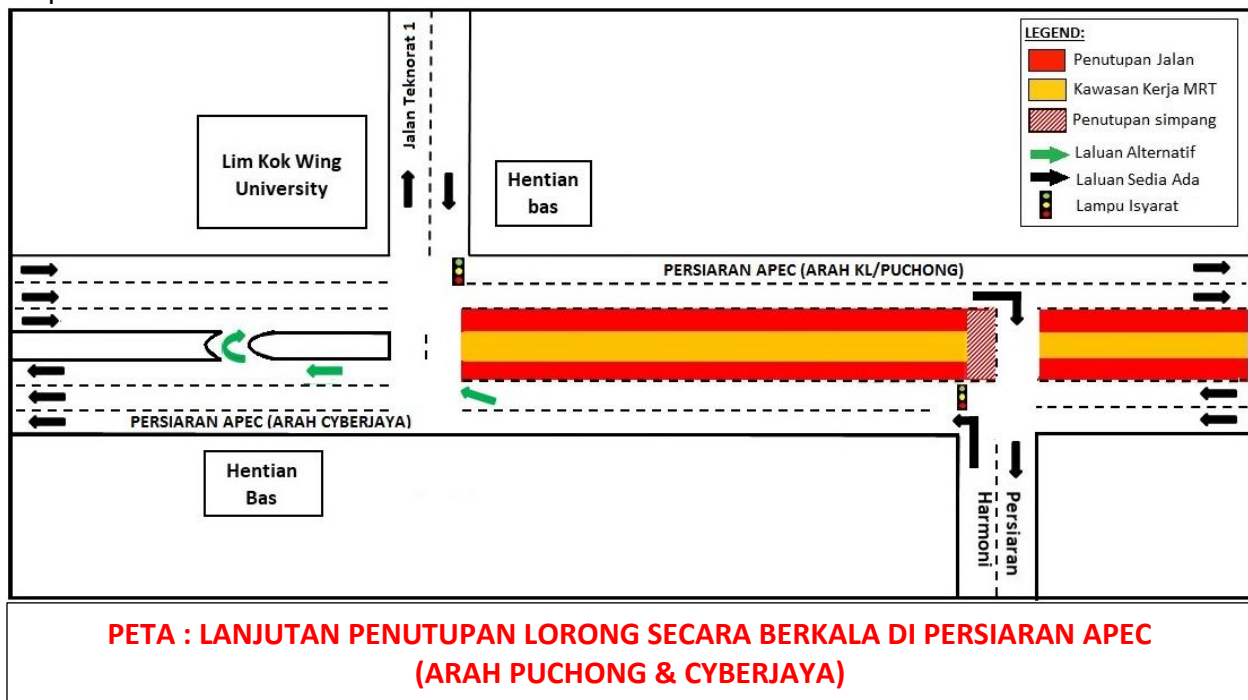 Jalan Teknorat 1
LEGEND:
Penutupan Jalan
Kawasan Kerja MRT
Penutupan simpang
Laluan Alternatif
Laluan Sedia Ada
Lampu Isyarat
Lim Kok Wing
University
Hentian
bas
PERSIARAN APEC (ARAH KL/PUCHONG)
PERSIARAN APEC (ARAH CYBERJAYA)
Hentian
Bas
Persiaran
Harmoni
PETA : LANJUTAN PENUTUPAN LORONG SECARA BERKALA DI PERSIARAN APEC
(ARAH PUCHONG & CYBERJAYA)